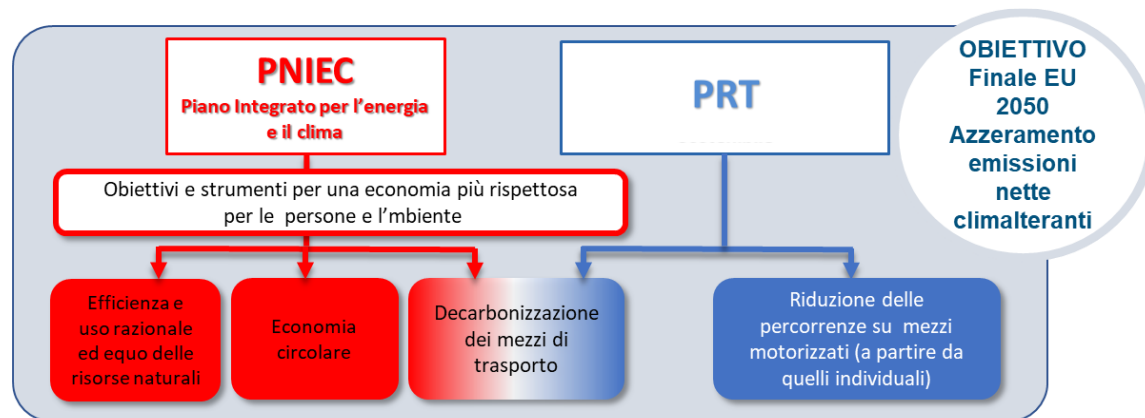 PNIEC
Piano Integrato per l'energia
e il clima
PRT
OBIETTIVO
Finale EU
2050
Azzeramento
emissioni
nette
climalteranti
Obiettivi e strumenti per una economia più rispettosa
per le persone e l'mbiente
Efficienza e
uso razionale
ed equo delle
risorse naturali
Economia
circolare
Decarbonizzazione
dei mezzi di
trasporto
Riduzione delle
percorrenze su mezzi
motorizzati (a partire da
quelli individuali)